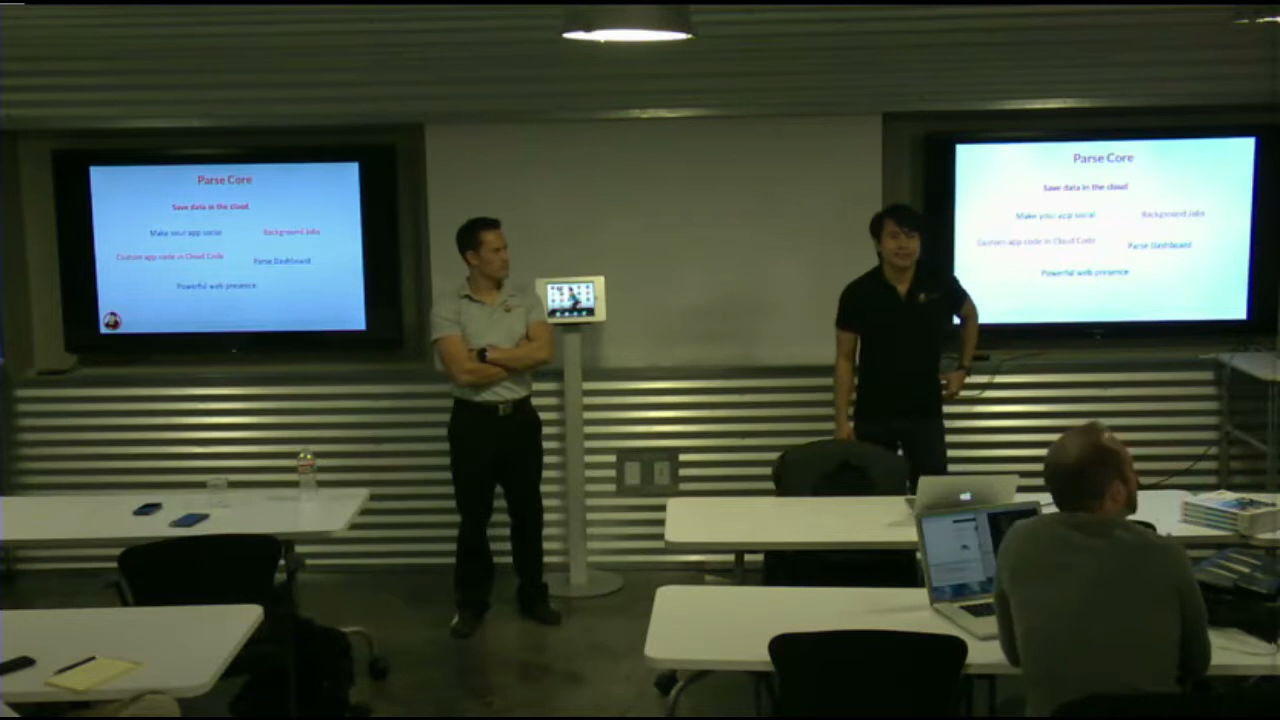 Parse Core
Save data in the cloud
Make your app social
Background Jobs
Custom app code in Cloud Code
Parse Dashboard
Powerful web presence
Parse Core
Save data in the cloud
Make your app social
Background Jobs
Custom app code in Cloud Code
Parse Dashboard
Powerful web presence